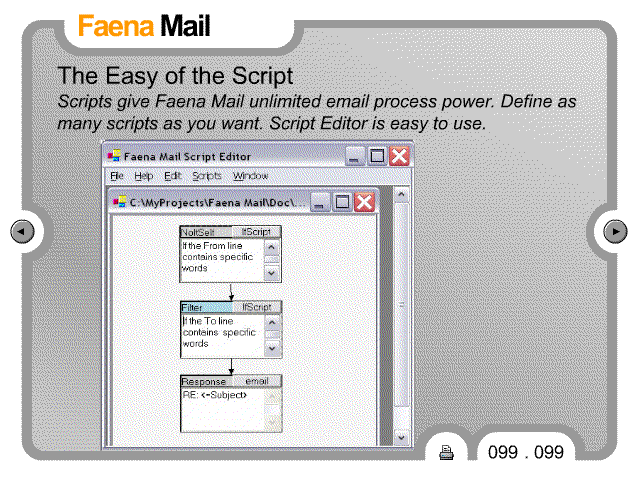 Faena Mail
The Easy of the Script
Scripts give Faena Mail unlimited email process power. Define as
many scripts as you want. Script Editor is easy to use.
Faena Mail Script Editor
File Help Edit Scripts Window
C:\MyProjects\Faena Mail\Doc\...
NotSelf IfScript
If the From line
contains specific
words
Filter IfScript
If the To line
contains specific
words
Response email
RE: <-Subject>
099 . 099